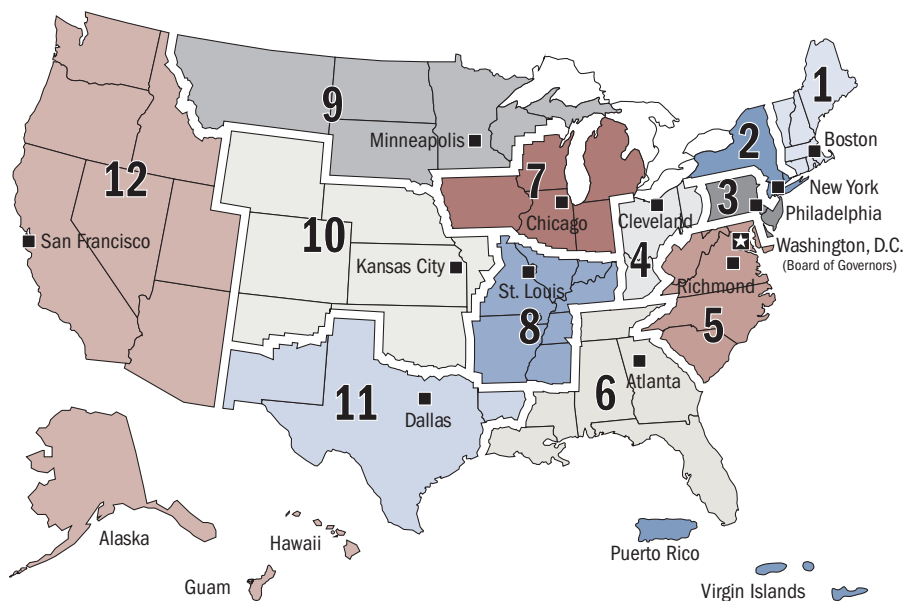 1
2
9
Boston
Minneapolis
7
12
3
New York
Chicago
Cleveland
Philadelphia
10
San Francisco
Washington, D.C.
(Board of Governors)
Kansas City
4
Richmond
St. Louis
8
5
Atlanta
6
11
Dallas
Alaska
Hawaii
Puerto Rico
Guam
Virgin Islands